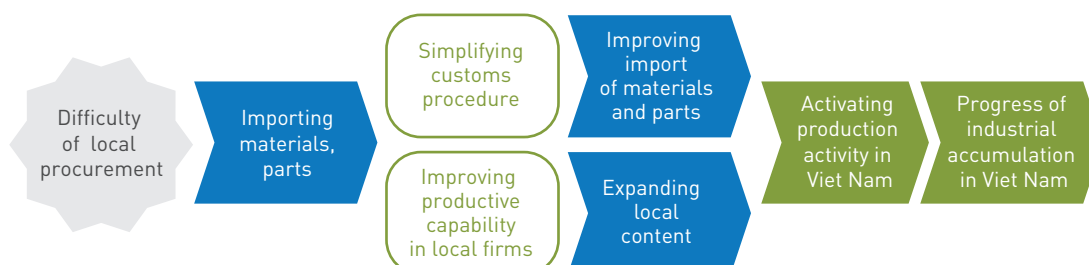 Difficulty
of local
procurement
Importing
materials,
parts
Simplifying
customs
procedure
Improving
productive
capability
in local firms
Improving
import
of materials
and parts
Expanding
local
content
Activating
production
activity in
Viet Nam
Progress of
industrial
accumulation
in Viet Nam